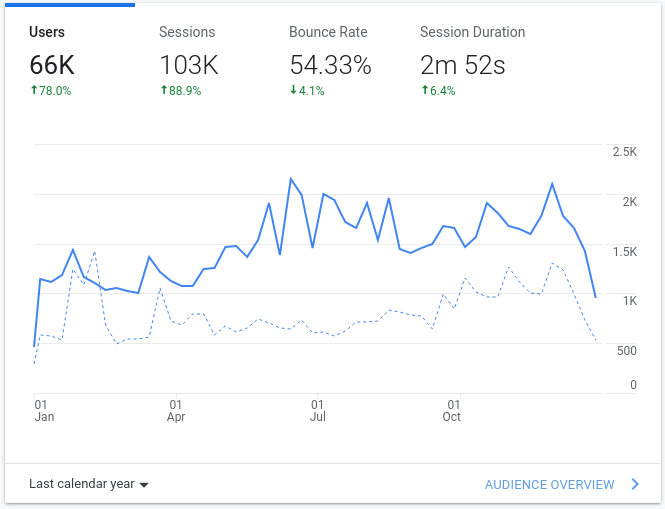 Users Sessions Bounce Rate Session Duration
66K 103K 54.33% 2m 52s
↑78.0% ↑88.9% ↓4.1% ↑6.4%
2.5K
2K
1.5K
1K
500
0
01 01 01 01
Jan Apr Jul Oct
Last calendar year AUDIENCE OVERVIEW